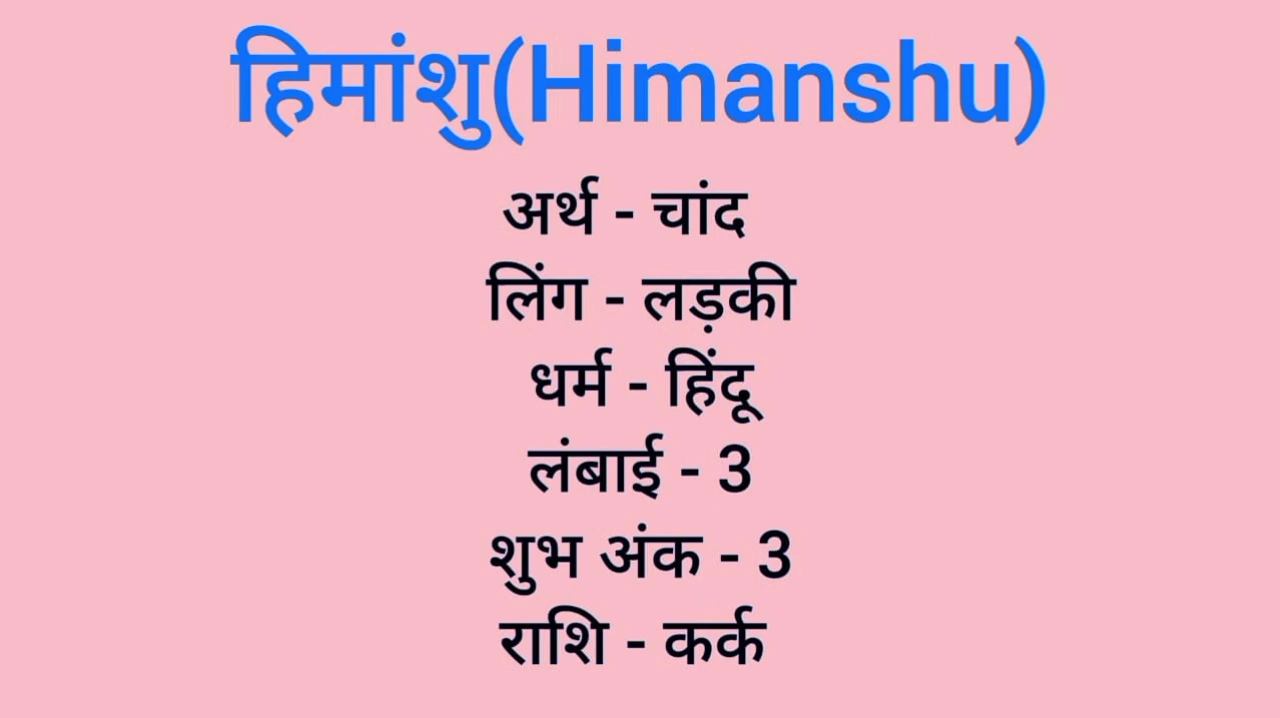 हिमांशु(Himanshu)
अर्थ - चांद
लिंग - लड़की
धर्म - हिंदू
लंबाई - 3
शुभ अंक - 3
राशि - कर्क